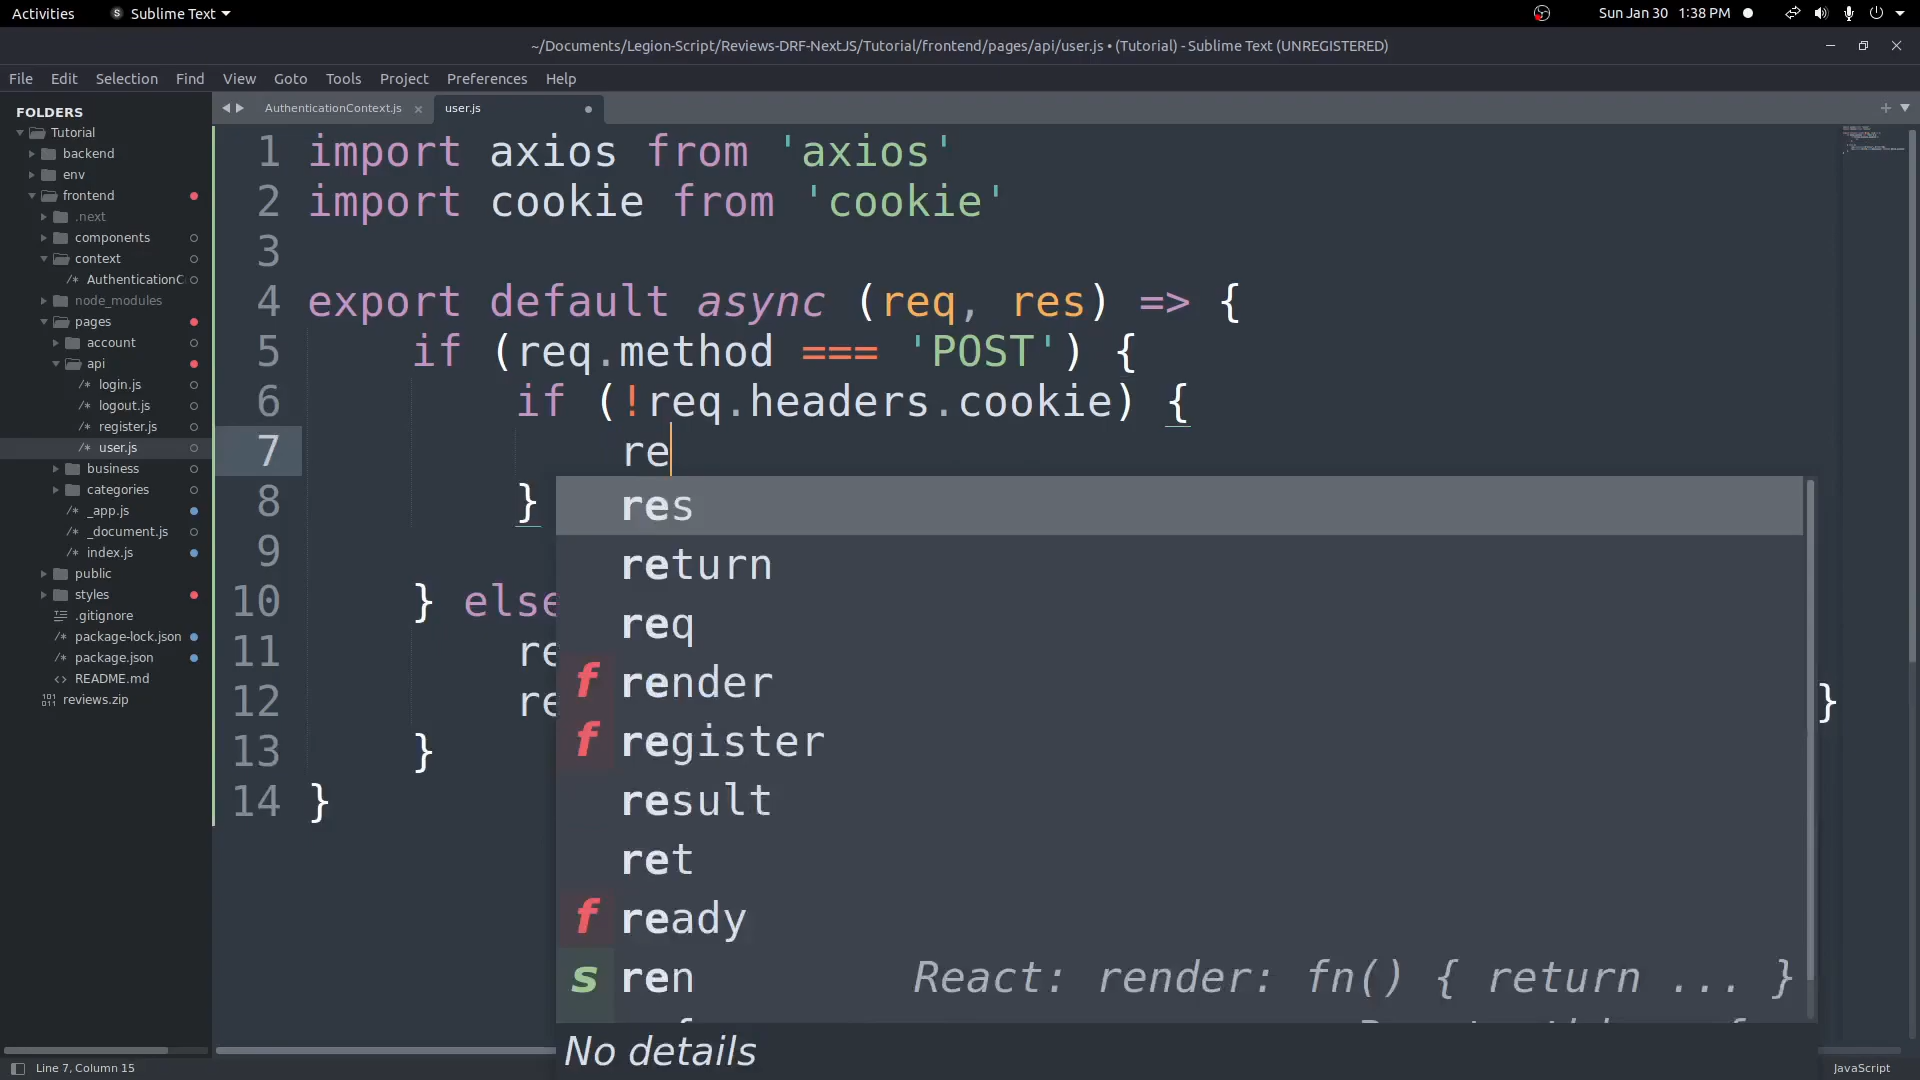 Activities Sublime Text Sun Jan 30 1:38 PM
~/Documents/Legion-Script/Reviews-DRF-NextJS/Tutorial/frontend/pages/api/user.js • (Tutorial) - Sublime Text (UNREGISTERED)
File Edit Selection Find View Goto Tools Project Preferences Help
FOLDERS
Tutorial
backend
env
frontend
.next
components
context
/* AuthenticationC
node_modules
pages
account
api
/* login.js
/* logout.js
/* register.js
/* user.js
business
categories
/* _app.js
/* _document.js
/* index.js
public
styles
.gitignore
/* package-lock.json
/* package.json
<> README.md
reviews.zip
AuthenticationContext.js × user.js
1 import axios from 'axios'
2 import cookie from 'cookie'
3
4 export default async (req, res) => {
5 if (req.method === 'POST') {
6 if (!req.headers.cookie) {
7 re
8 }
9
10 } else
11 re
12 re }
13 }
14 }
res
return
req
f render
f register
result
ret
f ready
s ren React: render: fn() { return ... }
No details
Line 7, Column 15 JavaScript